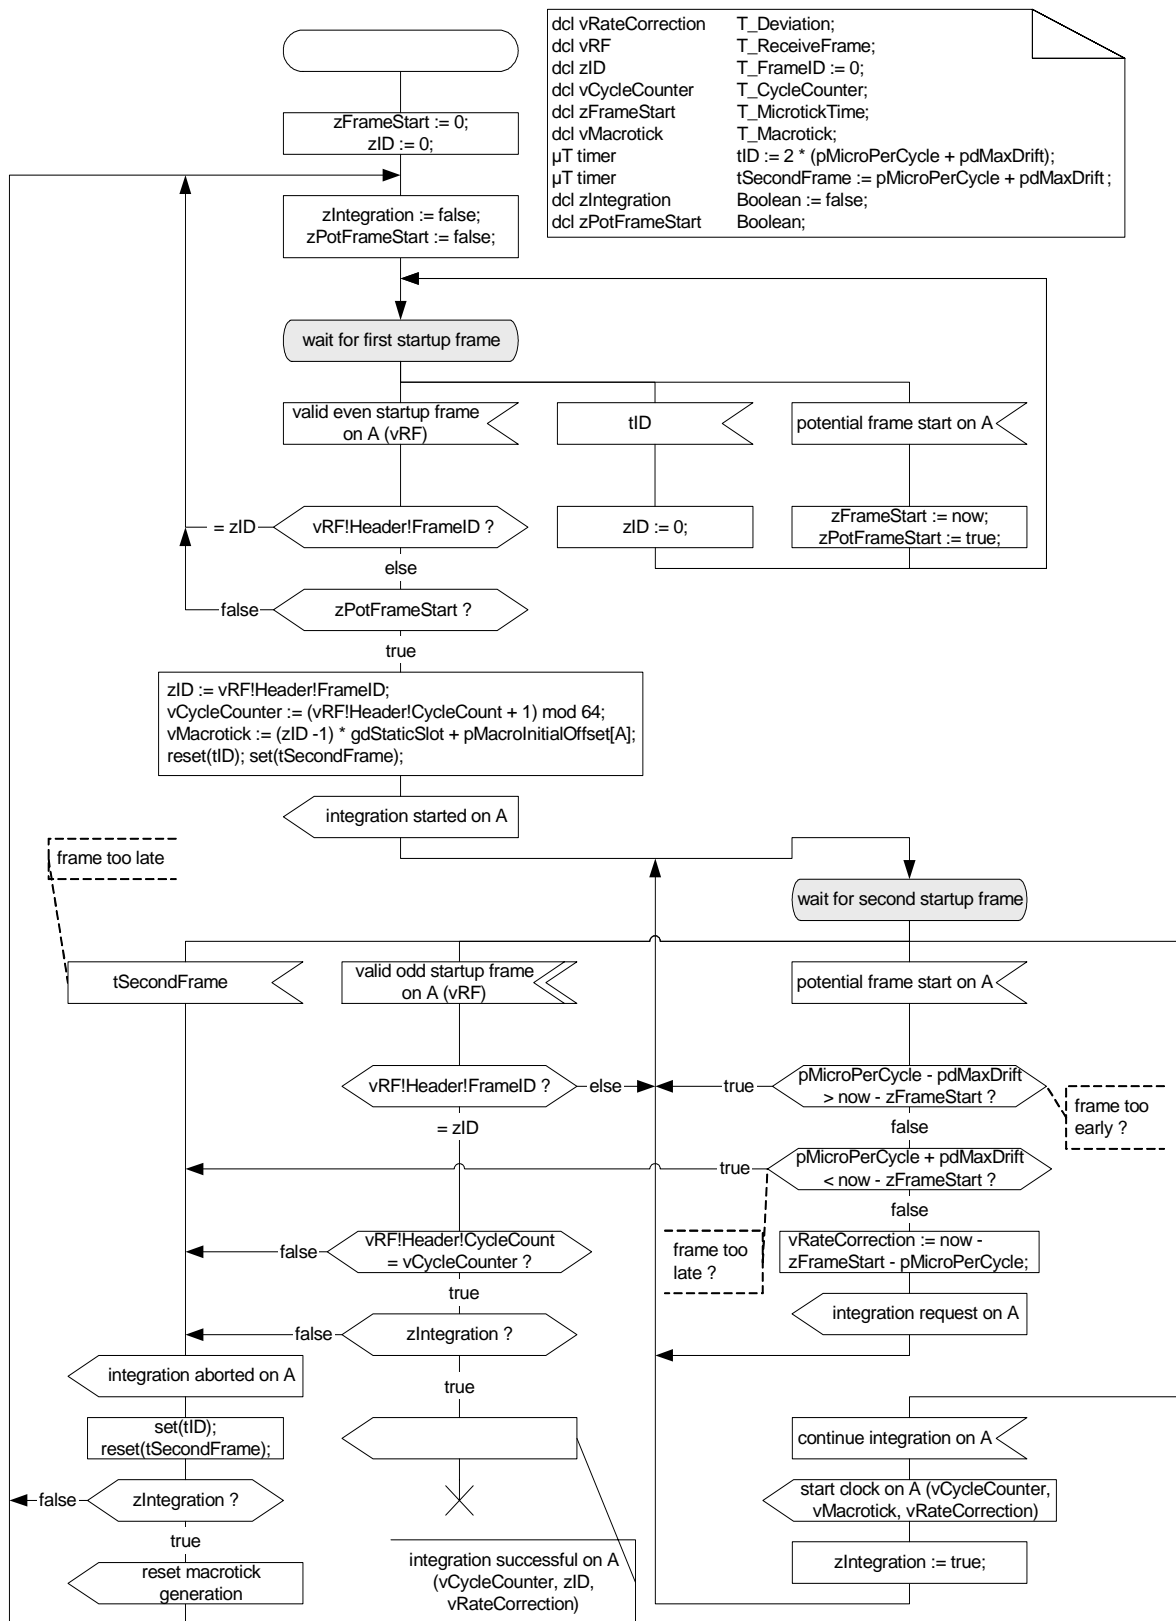 dcl vRateCorrection T_Deviation;
dcl vRF T_ReceiveFrame;
dcl zID T_FrameID := 0;
dcl vCycleCounter T_CycleCounter;
dcl zFrameStart T_MicrotickTime;
dcl vMacrotick T_Macrotick;
µT timer tID := 2 * (pMicroPerCycle + pdMaxDrift);
µT timer tSecondFrame := pMicroPerCycle + pdMaxDrift;
dcl zIntegration Boolean := false;
dcl zPotFrameStart Boolean;
zFrameStart := 0;
zID := 0;
zIntegration := false;
zPotFrameStart := false;
wait for first startup frame
valid even startup frame
on A (vRF)
tID
potential frame start on A
= zID
vRF!Header!FrameID ?
zID := 0;
zFrameStart := now;
zPotFrameStart := true;
else
false
zPotFrameStart ?
true
zID := vRF!Header!FrameID;
vCycleCounter := (vRF!Header!CycleCount + 1) mod 64;
vMacrotick := (zID -1) * gdStaticSlot + pMacroInitialOffset[A];
reset(tID); set(tSecondFrame);
integration started on A
frame too late
wait for second startup frame
tSecondFrame
valid odd startup frame
on A (vRF)
potential frame start on A
vRF!Header!FrameID ?
else
true
pMicroPerCycle - pdMaxDrift
> now - zFrameStart ?
frame too
early ?
= zID
false
true
pMicroPerCycle + pdMaxDrift
< now - zFrameStart ?
false
false
vRF!Header!CycleCount
= vCycleCounter ?
frame too
late ?
vRateCorrection := now -
zFrameStart - pMicroPerCycle;
true
integration request on A
false
zIntegration ?
integration aborted on A
true
set(tID);
reset(tSecondFrame);
continue integration on A
false
zIntegration ?
start clock on A (vCycleCounter,
vMacrotick, vRateCorrection)
true
zIntegration := true;
reset macrotick
generation
integration successful on A
(vCycleCounter, zID,
vRateCorrection)